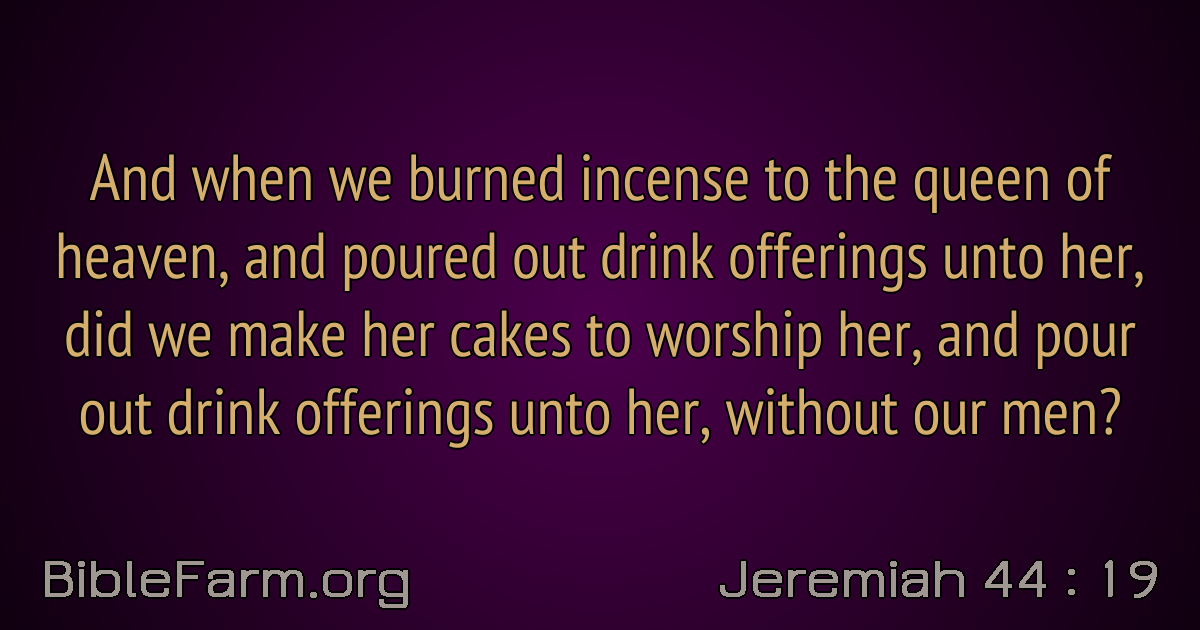 And when we burned incense to the queen of
heaven, and poured out drink offerings unto her,
did we make her cakes to worship her, and pour
out drink offerings unto her, without our men?
BibleFarm.org
Jeremiah 44 : 19